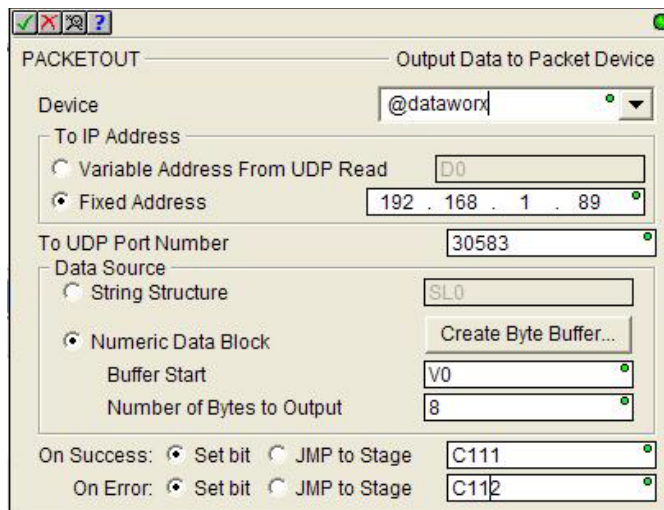 PACKETOUT Output Data to Packet Device
Device @dataworx
To IP Address
Variable Address From UDP Read D0
Fixed Address 192 . 168 . 1 . 89
To UDP Port Number 30583
Data Source
String Structure SL0
Numeric Data Block Create Byte Buffer...
Buffer Start V0
Number of Bytes to Output 8
On Success: Set bit JMP to Stage C111
On Error: Set bit JMP to Stage C112